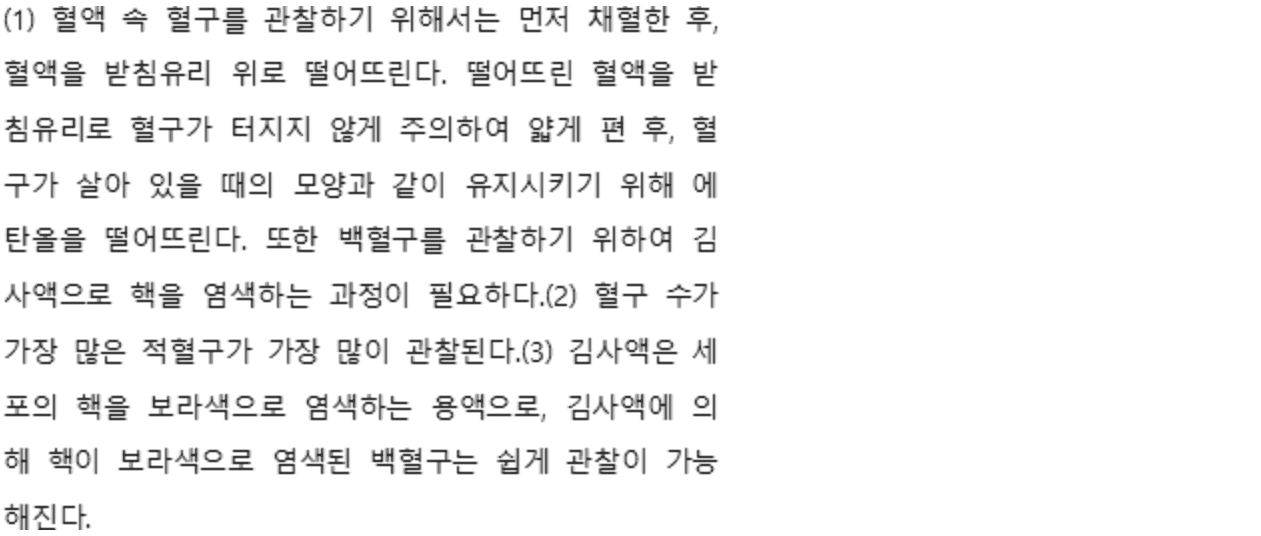 (1) 혈액 속 혈구를 관찰하기 위해서는 먼저 채혈한 후,
혈액을 받침유리 위로 떨어뜨린다. 떨어뜨린 혈액을 받
침유리로 혈구가 터지지 않게 주의하여 얇게 편 후, 혈
구가 살아 있을 때의 모양과 같이 유지시키기 위해 에
탄올을 떨어뜨린다. 또한 백혈구를 관찰하기 위하여 김
사액으로 핵을 염색하는 과정이 필요하다.(2) 혈구 수가
가장 많은 적혈구가 가장 많이 관찰된다.(3) 김사액은 세
포의 핵을 보라색으로 염색하는 용액으로, 김사액에 의
해 핵이 보라색으로 염색된 백혈구는 쉽게 관찰이 가능
해진다.